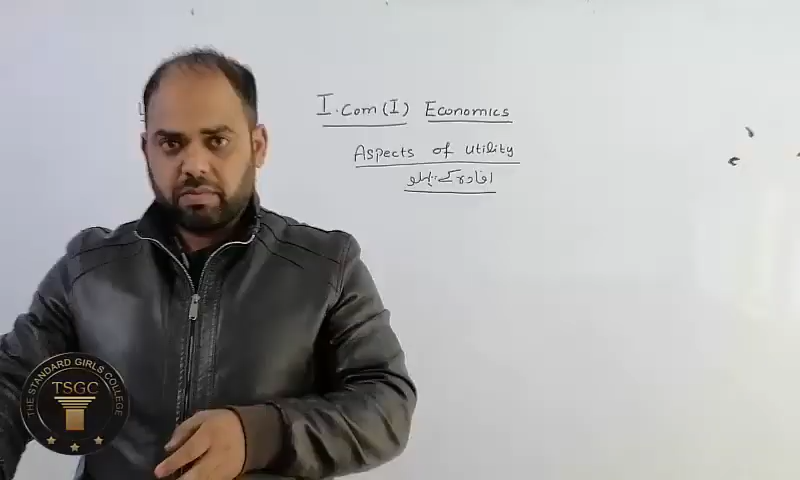 I.com (I) Economics
Aspects of utility
افادہ کے پہلو
THE STANDARD GIRLS COLLEGE
TSGC